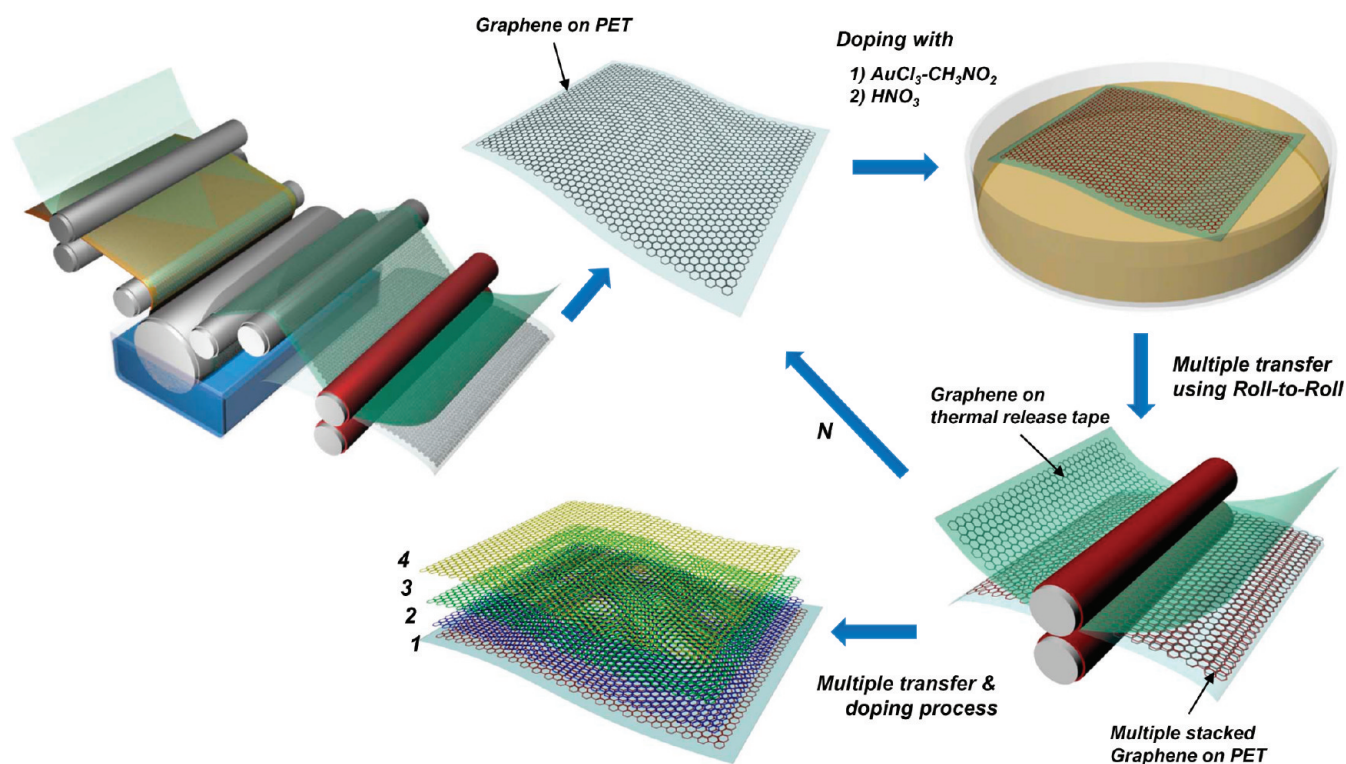 Graphene on PET
Doping with
1) AuCl₃-CH₃NO₂
2) HNO₃
Multiple transfer
using Roll-to-Roll
Graphene on
thermal release tape
N
4
3
2
1
Multiple transfer &
doping process
Multiple stacked
Graphene on PET